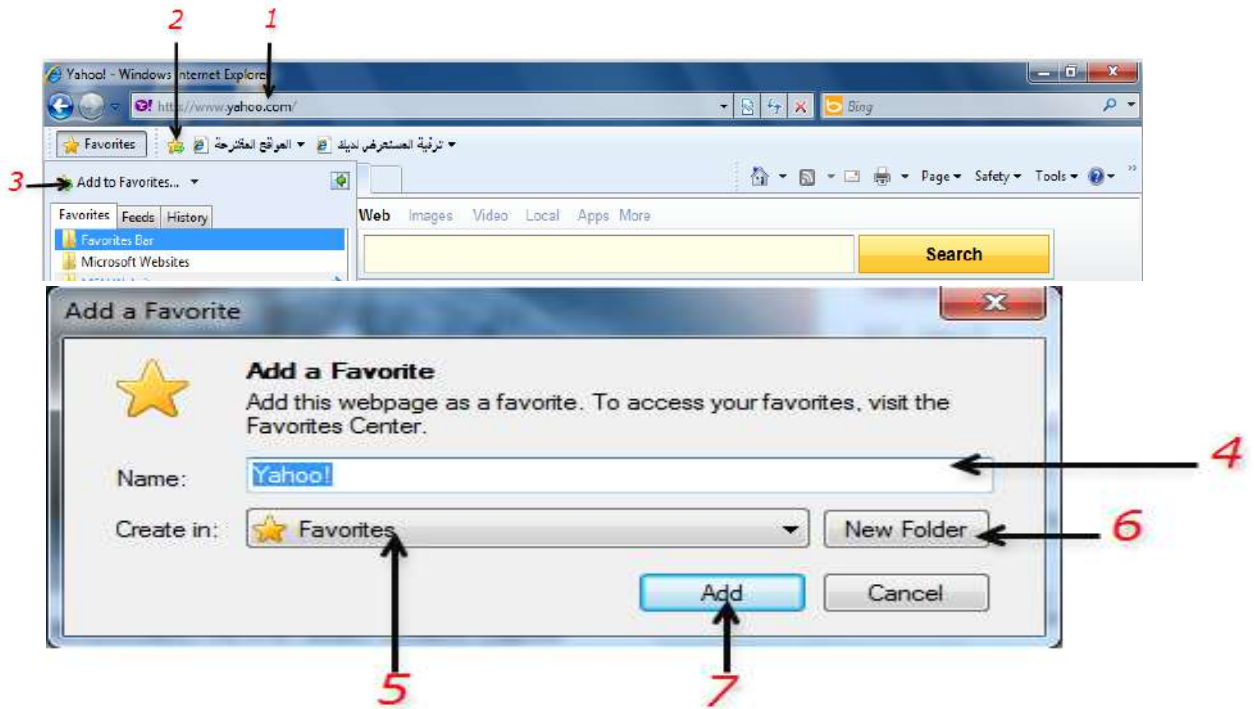 2 1
Yahoo! - Windows Internet Explorer
http://www.yahoo.com/ Bing
Favorites المواقع المقترحة ترقية المستعرض لديك
3 Add to Favorites...
Page Safety Tools
Favorites Feeds History
Web Images Video Local Apps More
Favorites Bar
Search
Microsoft Websites
Add a Favorite
Add a Favorite
Add this webpage as a favorite. To access your favorites, visit the
Favorites Center.
Name: Yahoo! 4
Create in: Favorites New Folder 6
Add Cancel
5 7